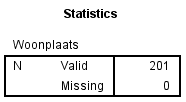 Statistics
Woonplaats
N Valid 201
Missing 0